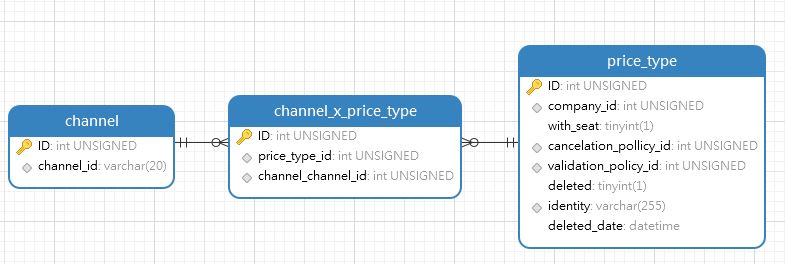 channel
ID: int UNSIGNED
channel_id: varchar(20)
channel_x_price_type
ID: int UNSIGNED
price_type_id: int UNSIGNED
channel_channel_id: int UNSIGNED
price_type
ID: int UNSIGNED
company_id: int UNSIGNED
with_seat: tinyint(1)
cancelation_pollicy_id: int UNSIGNED
validation_policy_id: int UNSIGNED
deleted: tinyint(1)
identity: varchar(255)
deleted_date: datetime